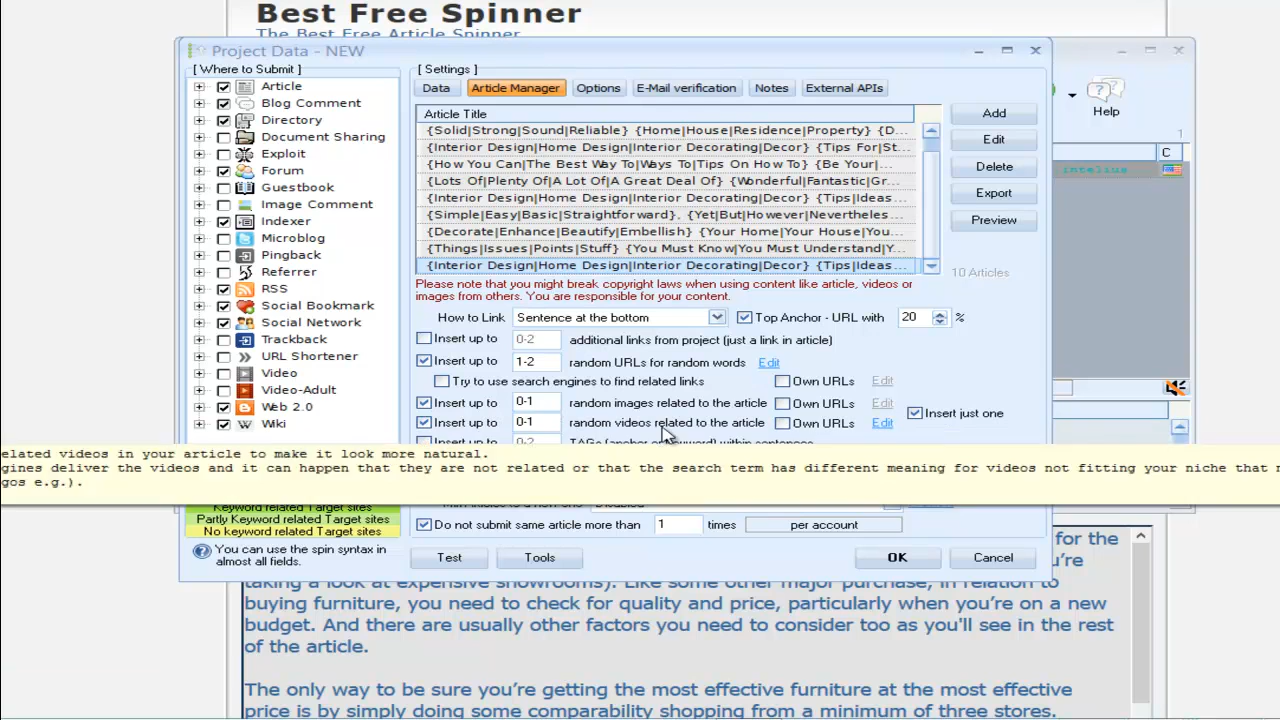 Best Free Spinner
The Best Free Article Spinner
Project Data - NEW
[ Where to Submit ]
Article
Blog Comment
Directory
Document Sharing
Exploit
Forum
Guestbook
Image Comment
Indexer
Microblog
Pingback
Referrer
RSS
Social Bookmark
Social Network
Trackback
URL Shortener
Video
Video-Adult
Web 2.0
Wiki
[ Settings ]
Data
Article Manager
Options
E-Mail verification
Notes
External APIs
Article Title
{Solid|Strong|Sound|Reliable} {Home|House|Residence|Property} {D...
{Interior Design|Home Design|Interior Decorating|Decor} {Tips For|St...
{How You Can|The Best Way To|Ways To|Tips On How To} {Be Your|...
{Lots Of|Plenty Of|A Lot Of|A Great Deal Of} {Wonderful|Fantastic|Gr...
{Interior Design|Home Design|Interior Decorating|Decor} {Tips|Ideas...
{Simple|Easy|Basic|Straightforward}, {Yet|But|However|Nevertheles...
{Decorate|Enhance|Beautify|Embellish} {Your Home|Your House|You...
{Things|Issues|Points|Stuff} {You Must Know|You Must Understand|Y...
{Interior Design|Home Design|Interior Decorating|Decor} {Tips|Ideas...
Add
Edit
Delete
Export
Preview
10 Articles
Help
1
C
intelius
Please note that you might break copyright laws when using content like article, videos or
images from others. You are responsible for your content.
How to Link Sentence at the bottom Top Anchor - URL with 20 %
Insert up to 0-2 additional links from project (just a link in article)
Insert up to 1-2 random URLs for random words Edit
Try to use search engines to find related links Own URLs Edit
Insert up to 0-1 random images related to the article Own URLs Edit
Insert just one
Insert up to 0-1 random videos related to the article Own URLs Edit
Insert up to 0-2
elated videos in your article to make it look more natural.
gines deliver the videos and it can happen that they are not related or that the search term has different meaning for videos not fitting your niche that
gos e.g.).
Keyword related Target sites
Partly Keyword related Target sites
No keyword related Target sites
You can use the spin syntax in
almost all fields.
Do not submit same article more than 1 times per account
Test
Tools
OK
Cancel
for the
u're
taking a look at expensive showrooms). Like some other major purchase, in relation to
buying furniture, you need to check for quality and price, particularly when you're on a new
budget. And there are usually other factors you need to consider too as you'll see in the rest
of the article.
The only way to be sure you're getting the most effective furniture at the most effective
price is by simply doing some comparability shopping from a minimum of three stores.